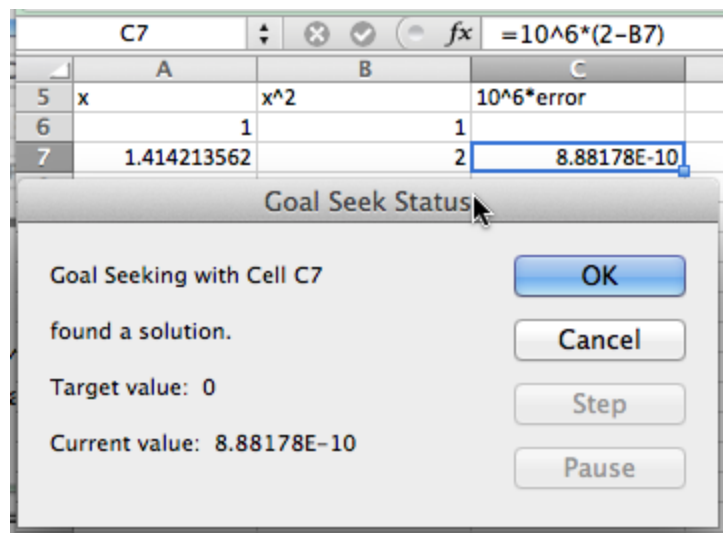 C7 fx =10^6*(2-B7)
A B C
5 x x^2 10^6*error
6 1 1
7 1.414213562 2 8.88178E-10
Goal Seek Status
Goal Seeking with Cell C7 OK
found a solution. Cancel
Target value: 0 Step
Current value: 8.88178E-10 Pause